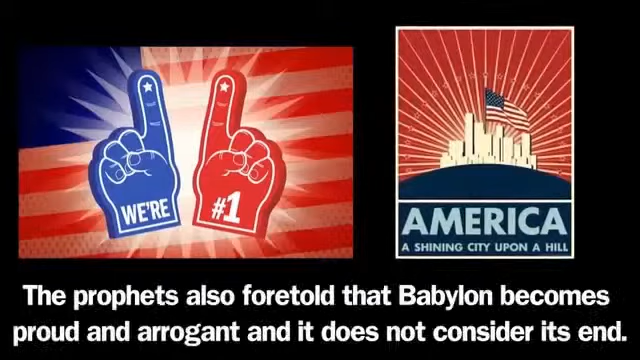 WE'RE
#1
AMERICA
A SHINING CITY UPON A HILL
The prophets also foretold that Babylon becomes
proud and arrogant and it does not consider its end.